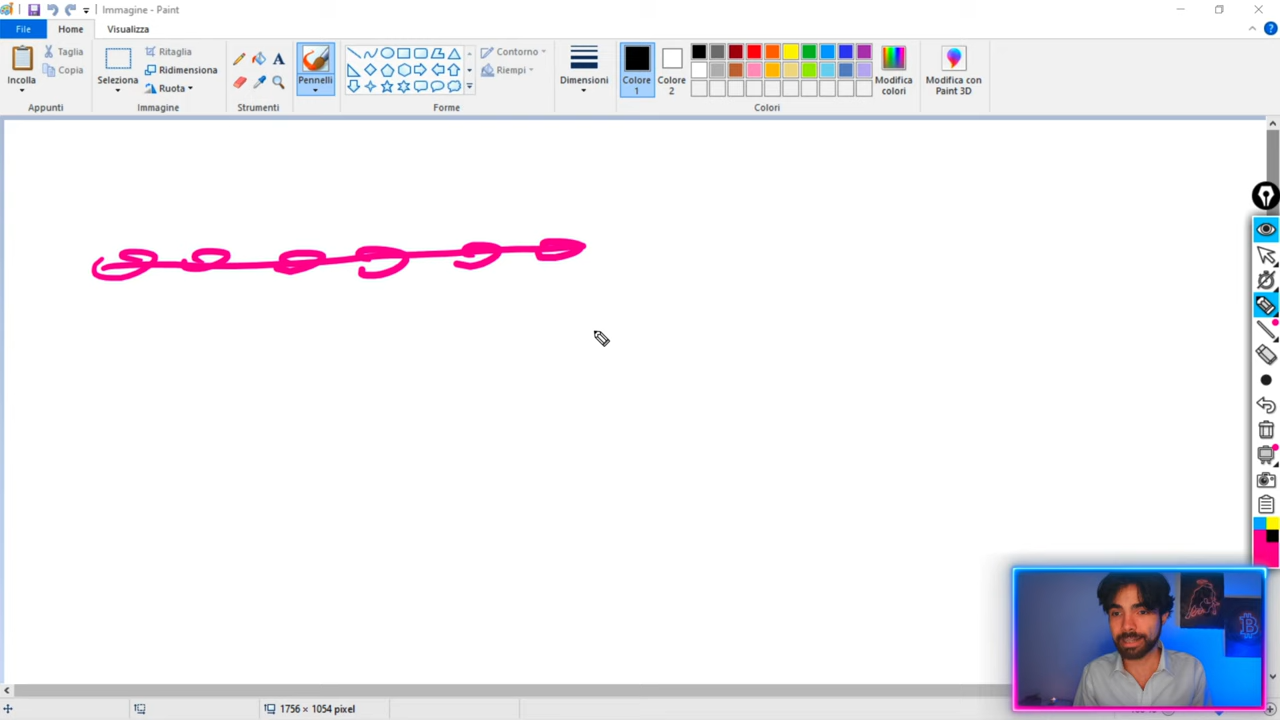 Immagine - Paint
File Home Visualizza
Incolla
Taglia
Copia
Appunti
Seleziona
Ritaglia
Ridimensiona
Ruota
Immagine
A
Strumenti
Pennelli
Contorno
Riempi
Forme
Dimensioni
Colore
1
Colore
2
Modifica
colori
Colori
Modifica con
Paint 3D
1756 × 1054 pixel